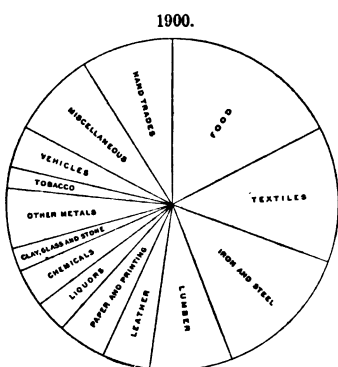 1900.
FOOD
TEXTILES
IRON AND STEEL
LUMBER
LEATHER
PAPER AND PRINTING
LIQUORS
CHEMICALS
CLAY, GLASS AND STONE
OTHER METALS
TOBACCO
VEHICLES
MISCELLANEOUS
HAND TRADES